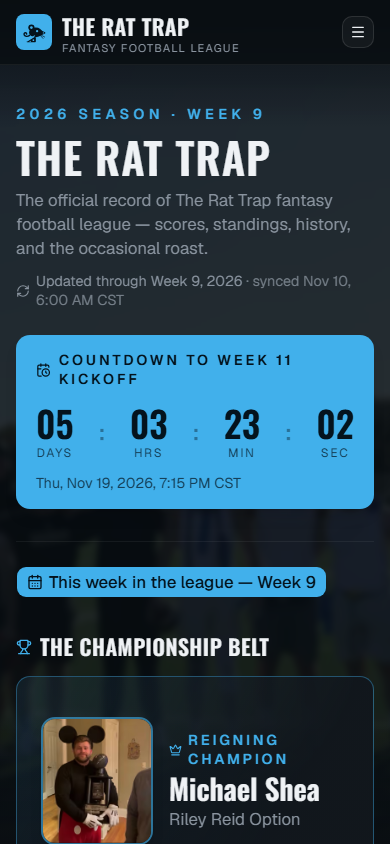 THE RAT TRAP
FANTASY FOOTBALL LEAGUE
2026 SEASON · WEEK 9
THE RAT TRAP
The official record of The Rat Trap fantasy
football league — scores, standings, history,
and the occasional roast.
Updated through Week 9, 2026 · synced Nov 10,
6:00 AM CST
COUNTDOWN TO WEEK 11
KICKOFF
05 : 03 : 23 : 02
DAYS HRS MIN SEC
Thu, Nov 19, 2026, 7:15 PM CST
This week in the league — Week 9
THE CHAMPIONSHIP BELT
REIGNING
CHAMPION
Michael Shea
Riley Reid Option